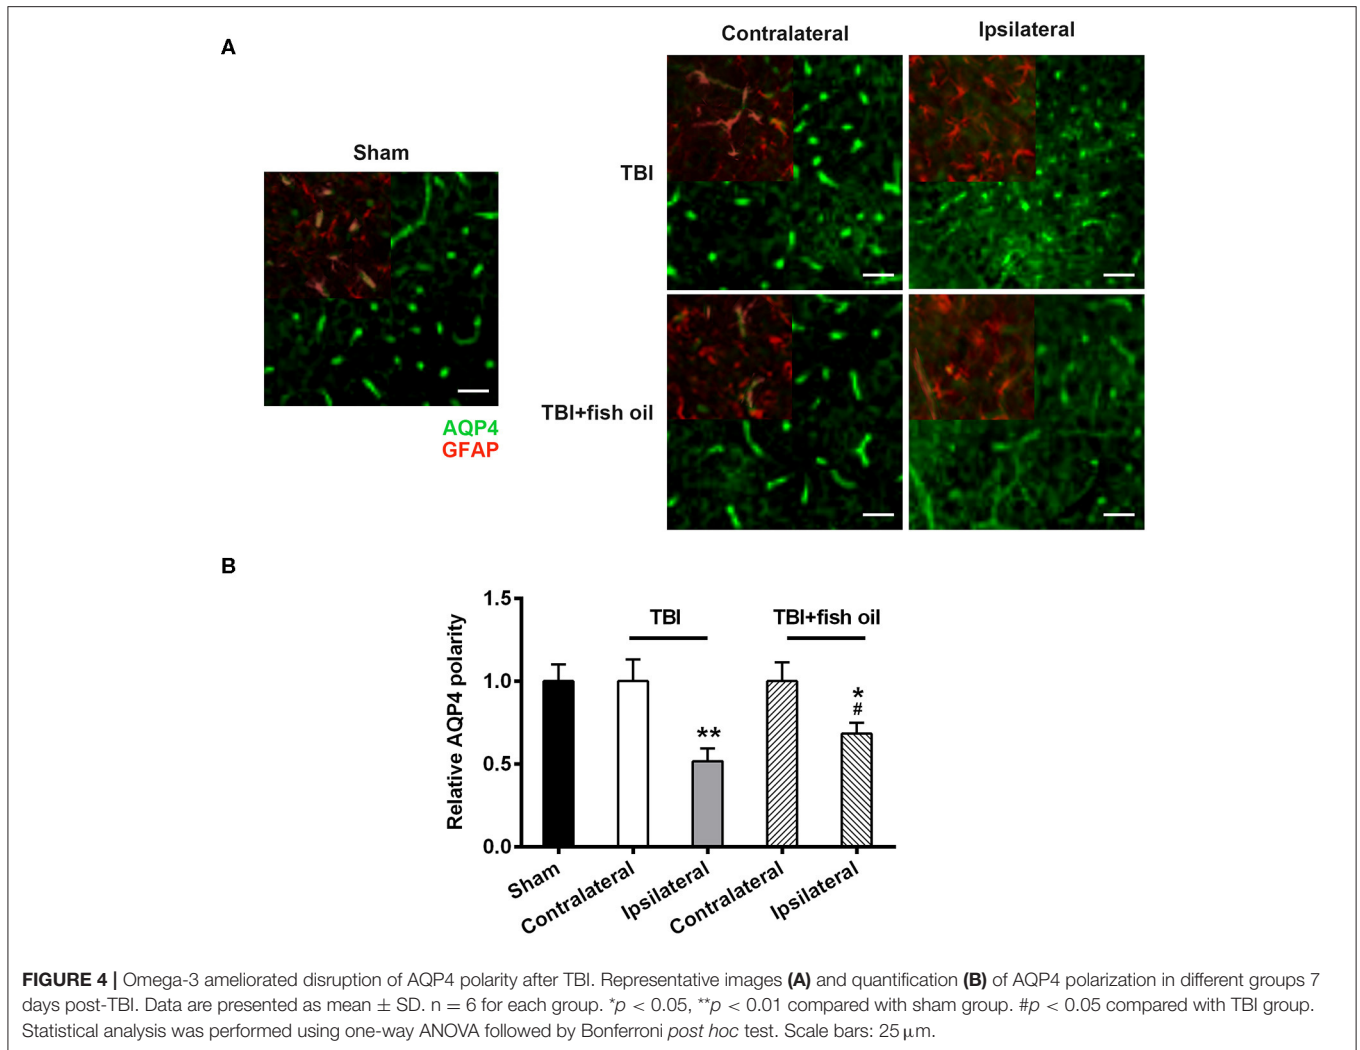 A
Contralateral
Ipsilateral
Sham
TBI
TBI+fish oil
AQP4
GFAP
B
Relative AQP4 polarity
1.5
1.0
0.5
0.0
TBI
TBI+fish oil
**
*
#
Sham
Contralateral
Ipsilateral
Contralateral
Ipsilateral
FIGURE 4 | Omega-3 ameliorated disruption of AQP4 polarity after TBI. Representative images (A) and quantification (B) of AQP4 polarization in different groups 7
days post-TBI. Data are presented as mean ± SD. n = 6 for each group. *p < 0.05, **p < 0.01 compared with sham group. #p < 0.05 compared with TBI group.
Statistical analysis was performed using one-way ANOVA followed by Bonferroni post hoc test. Scale bars: 25 μm.